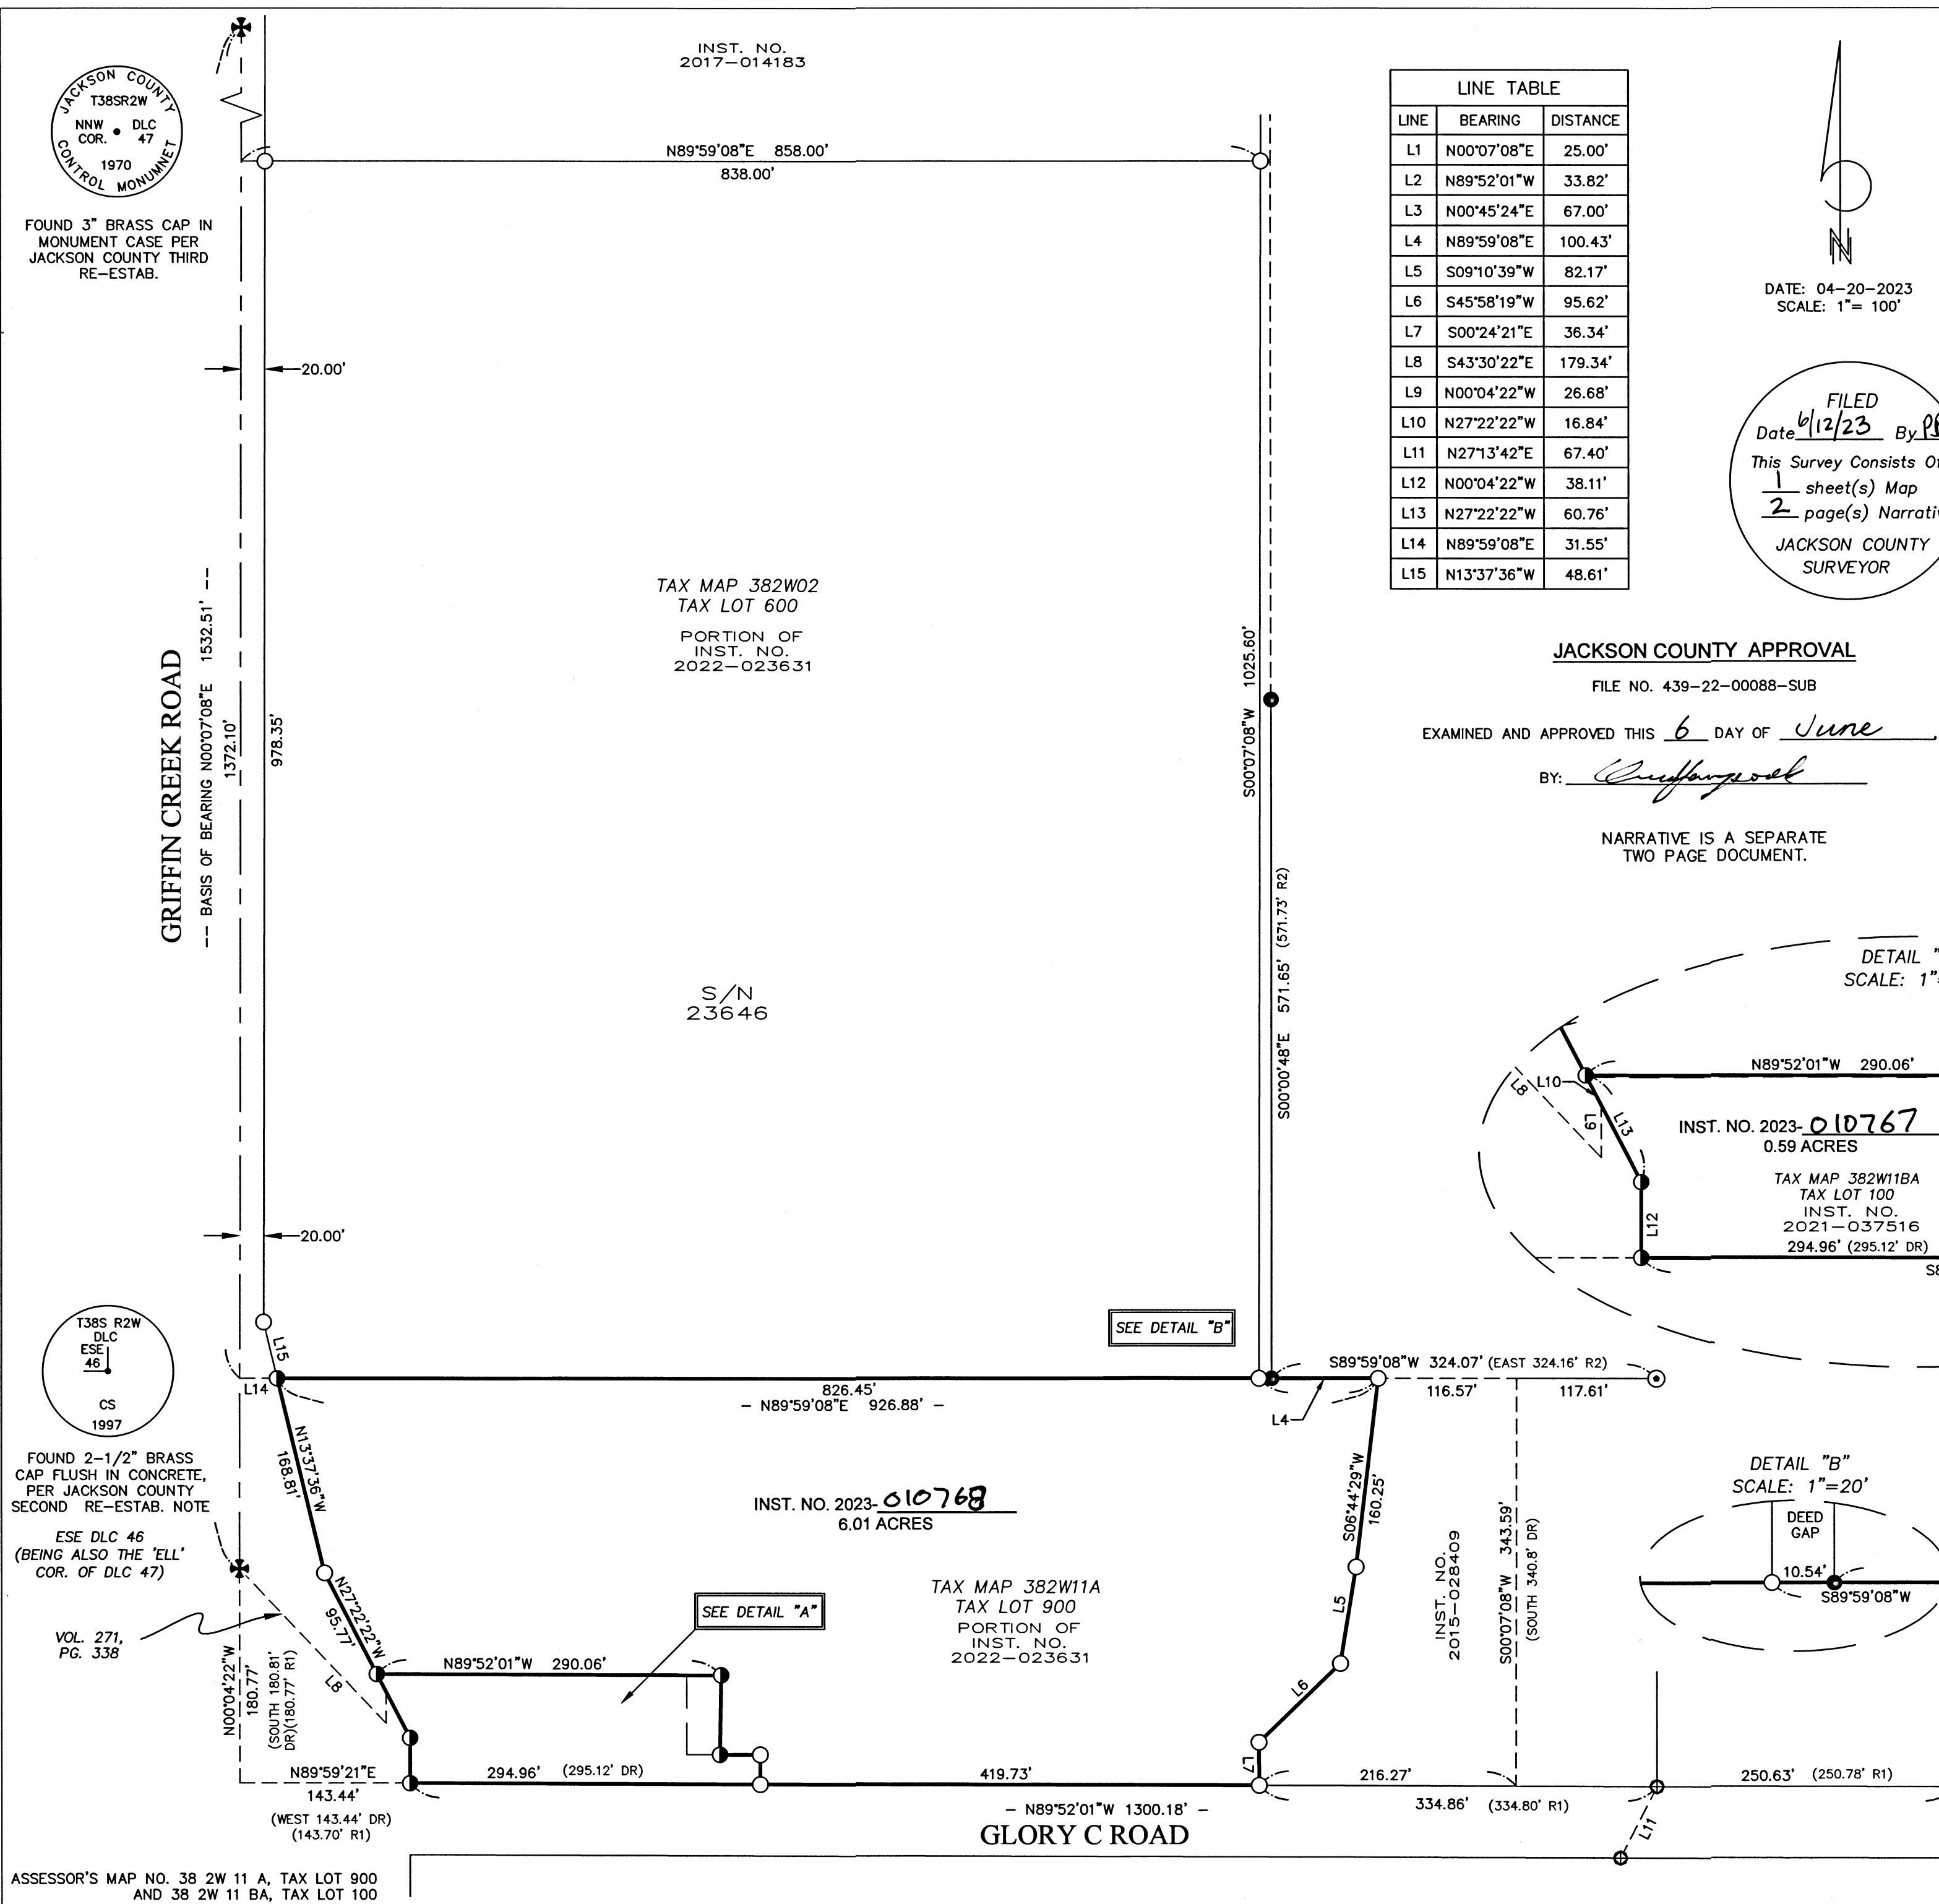 INST. NO.
2017-014183
JACKSON COUNTY
T38SR2W
NNW DLC
COR. 47
1970
CONTROL MONUMNET
FOUND 3" BRASS CAP IN
MONUMENT CASE PER
JACKSON COUNTY THIRD
RE-ESTAB.
N89°59'08"E 858.00'
838.00'
LINE TABLE
LINE BEARING DISTANCE
L1 N00°07'08"E 25.00'
L2 N89°52'01"W 33.82'
L3 N00°45'24"E 67.00'
L4 N89°59'08"E 100.43'
L5 S09°10'39"W 82.17'
L6 S45°58'19"W 95.62'
L7 S00°24'21"E 36.34'
L8 S43°30'22"E 179.34'
L9 N00°04'22"W 26.68'
L10 N27°22'22"W 16.84'
L11 N27°13'42"E 67.40'
L12 N00°04'22"W 38.11'
L13 N27°22'22"W 60.76'
L14 N89°59'08"E 31.55'
L15 N13°37'36"W 48.61'
N
DATE: 04-20-2023
SCALE: 1"= 100'
FILED
Date 6/12/23 By
This Survey Consists Of
1 sheet(s) Map
2 page(s) Narrati
JACKSON COUNTY
SURVEYOR
JACKSON COUNTY APPROVAL
FILE NO. 439-22-00088-SUB
EXAMINED AND APPROVED THIS 6 DAY OF June,
BY:
NARRATIVE IS A SEPARATE
TWO PAGE DOCUMENT.
20.00'
GRIFFIN CREEK ROAD
--- BASIS OF BEARING N00°07'08"E 1532.51' ---
1372.10'
978.35'
TAX MAP 382W02
TAX LOT 600
PORTION OF
INST. NO.
2022-023631
S/N
23646
S00°07'08"W 1025.60'
S00°00'48"E 571.65' (571.73' R2)
20.00'
DETAIL "
SCALE: 1"=
N89°52'01"W 290.06'
L8
L10
L9
L13
INST. NO. 2023-010767
0.59 ACRES
TAX MAP 382W11BA
TAX LOT 100
INST. NO.
2021-037516
L12
294.96' (295.12' DR)
S8
T38S R2W
DLC
ESE
46
CS
1997
FOUND 2-1/2" BRASS
CAP FLUSH IN CONCRETE,
PER JACKSON COUNTY
SECOND RE-ESTAB. NOTE
ESE DLC 46
(BEING ALSO THE 'ELL'
COR. OF DLC 47)
VOL. 271,
PG. 338
L15
L14
SEE DETAIL "B"
826.45'
- N89°59'08"E 926.88' -
S89°59'08"W 324.07' (EAST 324.16' R2)
L4
116.57'
117.61'
N13°37'36"W
168.81'
INST. NO. 2023-010768
6.01 ACRES
S06°44'29"W
160.25'
DETAIL "B"
SCALE: 1"=20'
DEED
GAP
10.54'
S89°59'08"W
N27°22'22"W
95.77'
SEE DETAIL "A"
TAX MAP 382W11A
TAX LOT 900
PORTION OF
INST. NO.
2022-023631
L5
L6
INST. NO.
2015-028409
S00°07'08"W 343.59'
(SOUTH 340.8' DR)
N00°04'22"W
180.77'
(SOUTH 180.81'
DR)(180.77' R1)
L8
N89°52'01"W 290.06'
L7
N89°59'21"E
143.44'
(WEST 143.44' DR)
(143.70' R1)
294.96' (295.12' DR)
419.73'
216.27'
250.63' (250.78' R1)
- N89°52'01"W 1300.18' -
334.86' (334.80' R1)
GLORY C ROAD
L11
ASSESSOR'S MAP NO. 38 2W 11 A, TAX LOT 900
AND 38 2W 11 BA, TAX LOT 100